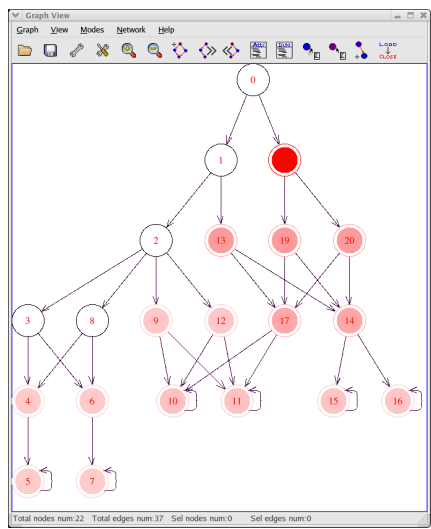 Graph View
Graph View Modes Network Help
LOAD
CLOSE
0
1
2 13 19 20
3 8 9 12 17 14
4 6 10 11 15 16
5 7
Total nodes num:22 Total edges num:37 Sel nodes num:0 Sel edges num:0